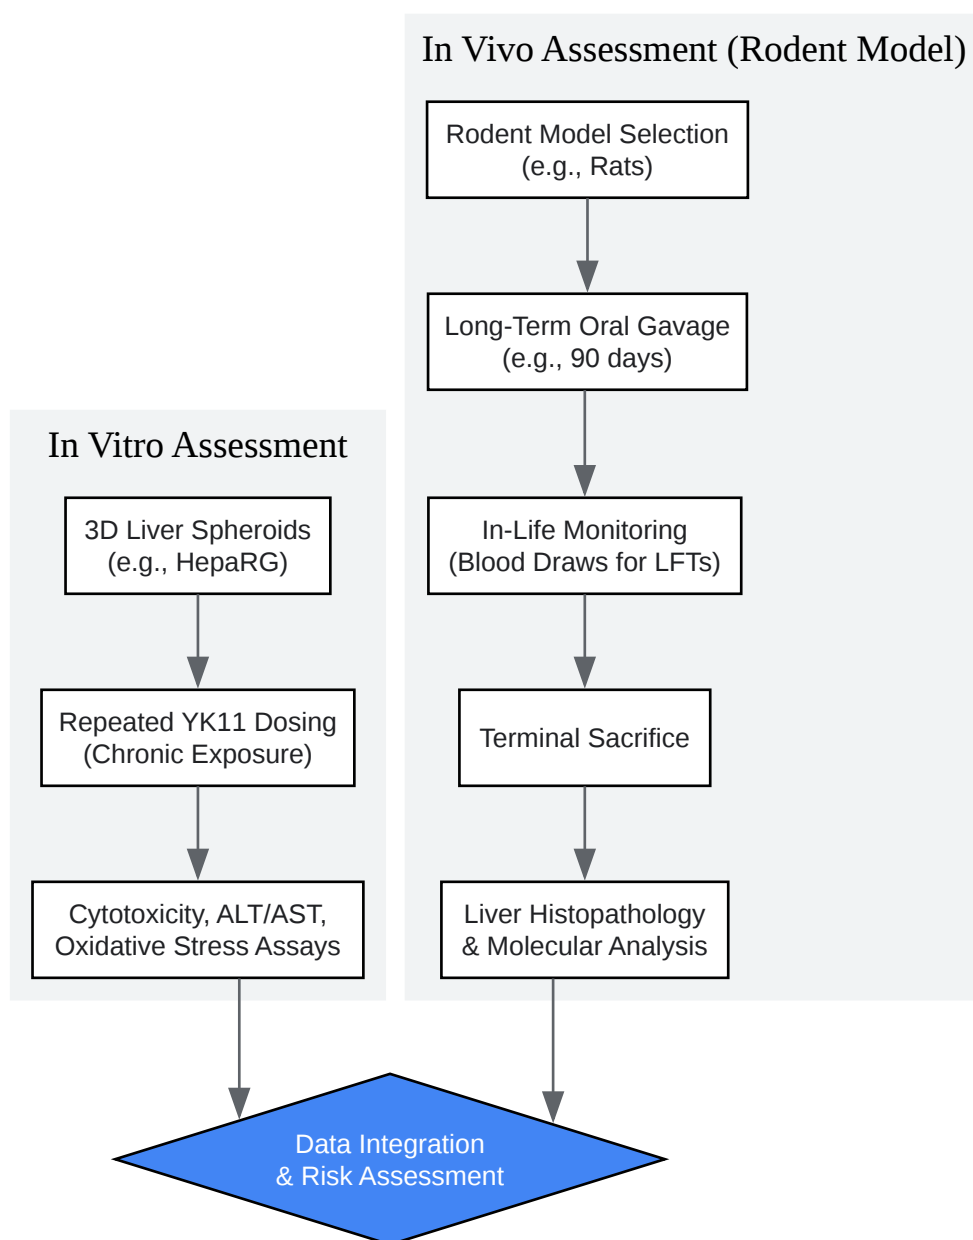 In Vivo Assessment (Rodent Model)
Rodent Model Selection
(e.g., Rats)
Long-Term Oral Gavage
(e.g., 90 days)
In-Life Monitoring
(Blood Draws for LFTs)
Terminal Sacrifice
Liver Histopathology
& Molecular Analysis
In Vitro Assessment
3D Liver Spheroids
(e.g., HepaRG)
Repeated YK11 Dosing
(Chronic Exposure)
Cytotoxicity, ALT/AST,
Oxidative Stress Assays
Data Integration
& Risk Assessment